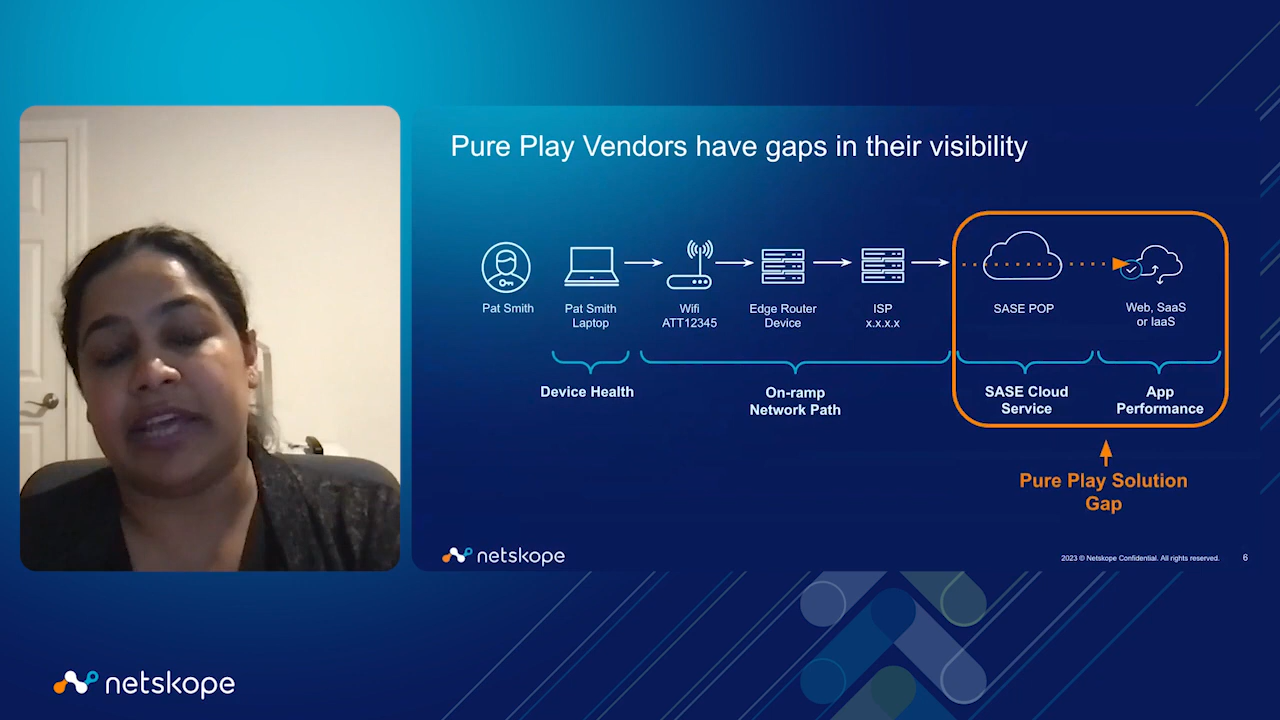 Pure Play Vendors have gaps in their visibility
Pat Smith
Pat Smith
Laptop
Wifi
ATT12345
Edge Router
Device
ISP
x.x.x.x
SASE POP
Web, SaaS
or IaaS
Device Health
On-ramp
Network Path
SASE Cloud
Service
App
Performance
Pure Play Solution
Gap
netskope
2023 © Netskope Confidential. All rights reserved.
6
netskope